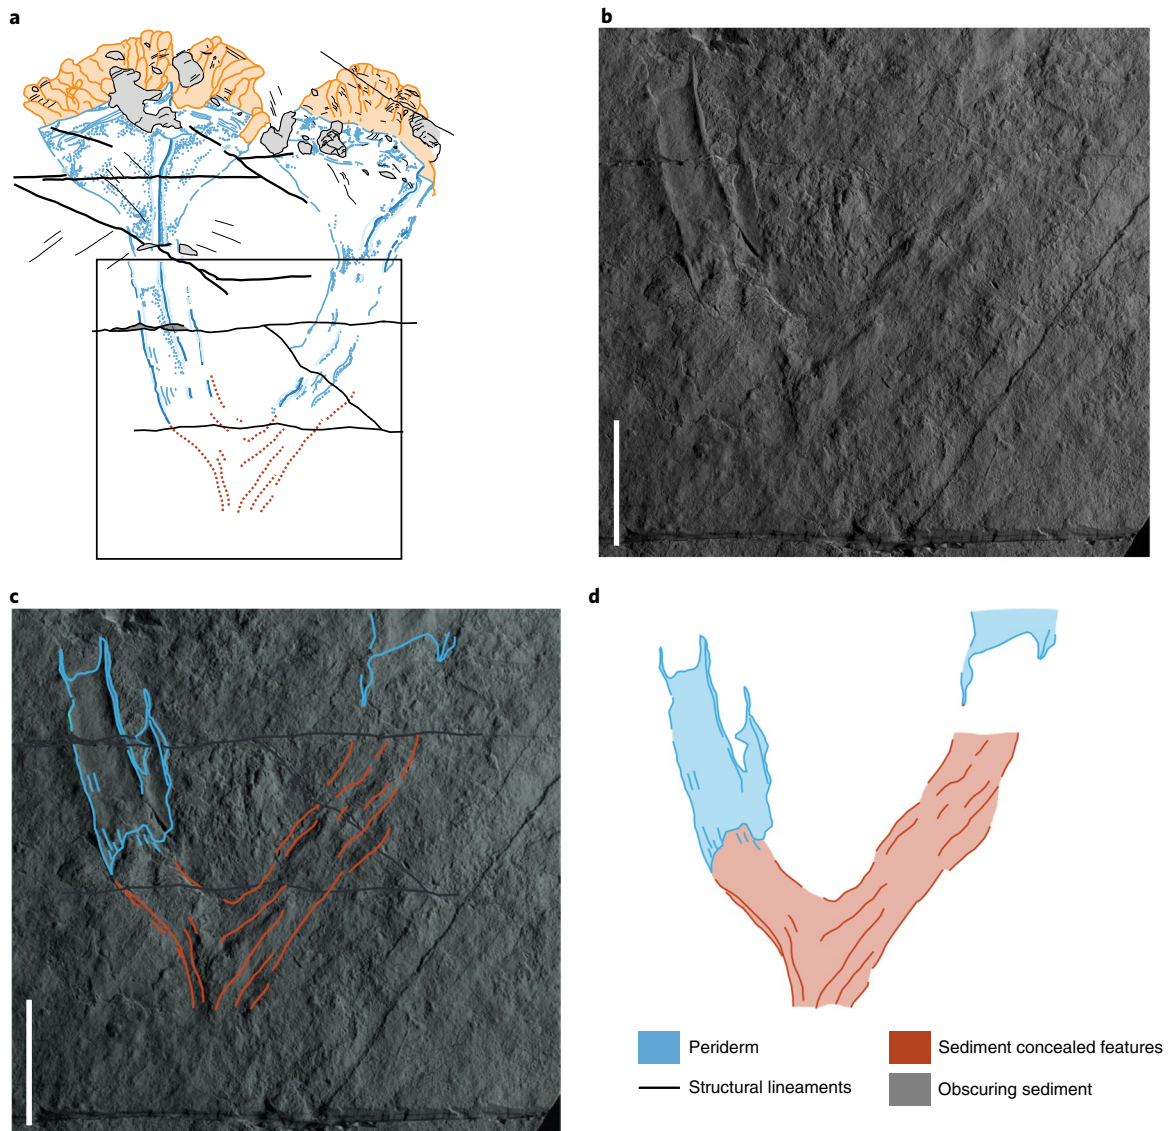 a
b
c
d
Periderm
Sediment concealed features
Structural lineaments
Obscuring sediment